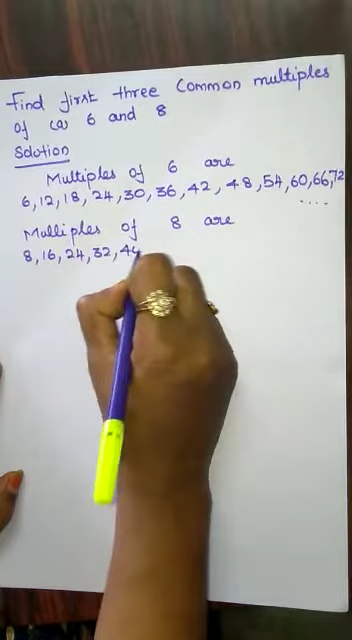 Find first three Common multiples
of (a) 6 and 8
Solution
Multiples of 6 are
6,12,18,24,30,36,42,48,54,60,66,72
....
Multiples of 8 are
8,16,24,32,4